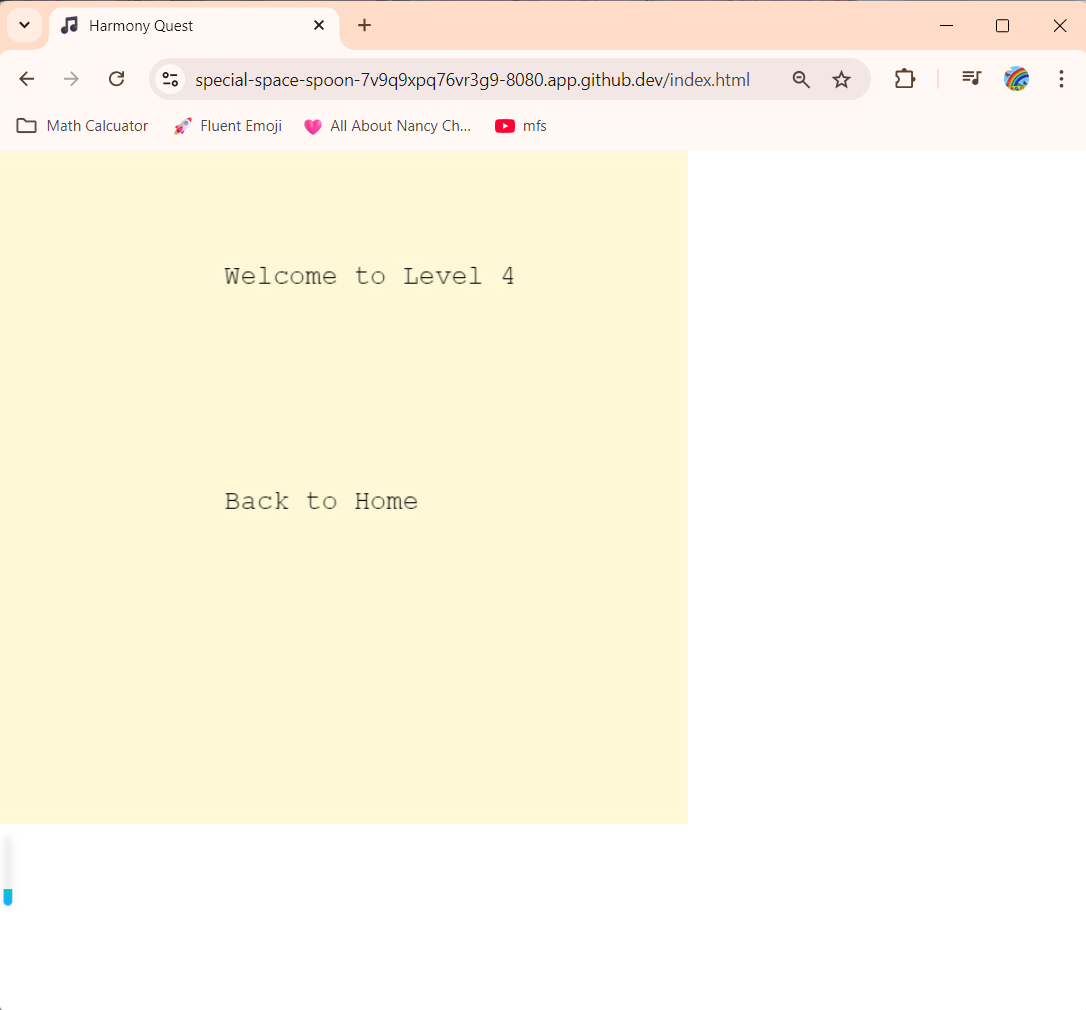 Harmony Quest
special-space-spoon-7v9q9xpq76vr3g9-8080.app.github.dev/index.html
Math Calcuator Fluent Emoji All About Nancy Ch... mfs
Welcome to Level 4
Back to Home